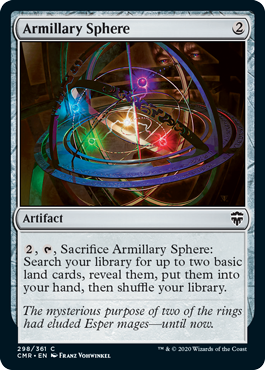 Armillary Sphere 2
Artifact
2, T, Sacrifice Armillary Sphere:
Search your library for up to two basic
land cards, reveal them, put them into
your hand, then shuffle your library.
The mysterious purpose of two of the rings
had eluded Esper mages—until now.
298/361 C
CMR • EN Franz Vohwinkel
™ & © 2020 Wizards of the Coast